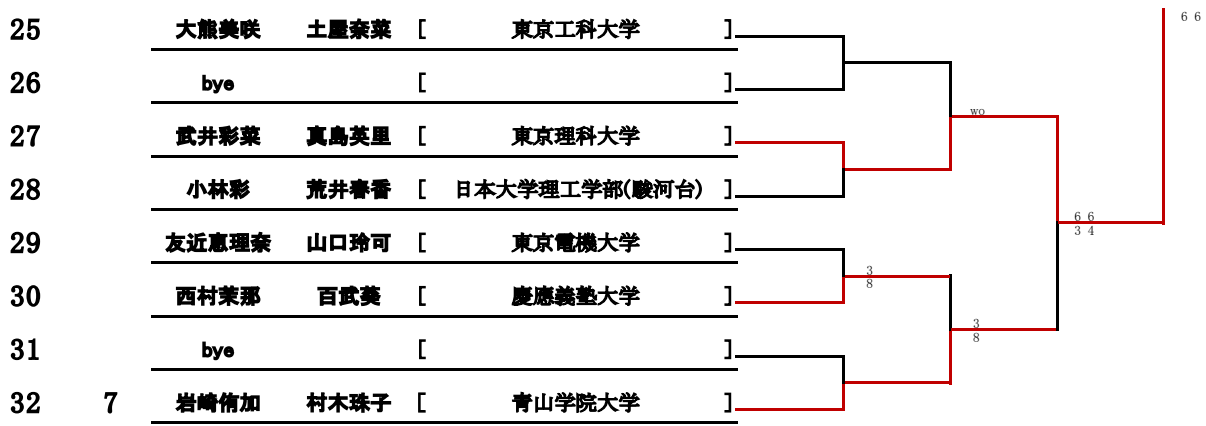 6 6
25 大熊美咲 土屋奈菜 [ 東京工科大学 ]
26 bye [ ]
wo
27 武井彩菜 真島英里 [ 東京理科大学 ]
28 小林彩 荒井春香 [ 日本大学理工学部(駿河台) ]
6 6
3 4
29 友近恵理奈 山口玲可 [ 東京電機大学 ]
3
8
30 西村茉那 百武葵 [ 慶應義塾大学 ]
3
8
31 bye [ ]
32 7 岩崎侑加 村木珠子 [ 青山学院大学 ]